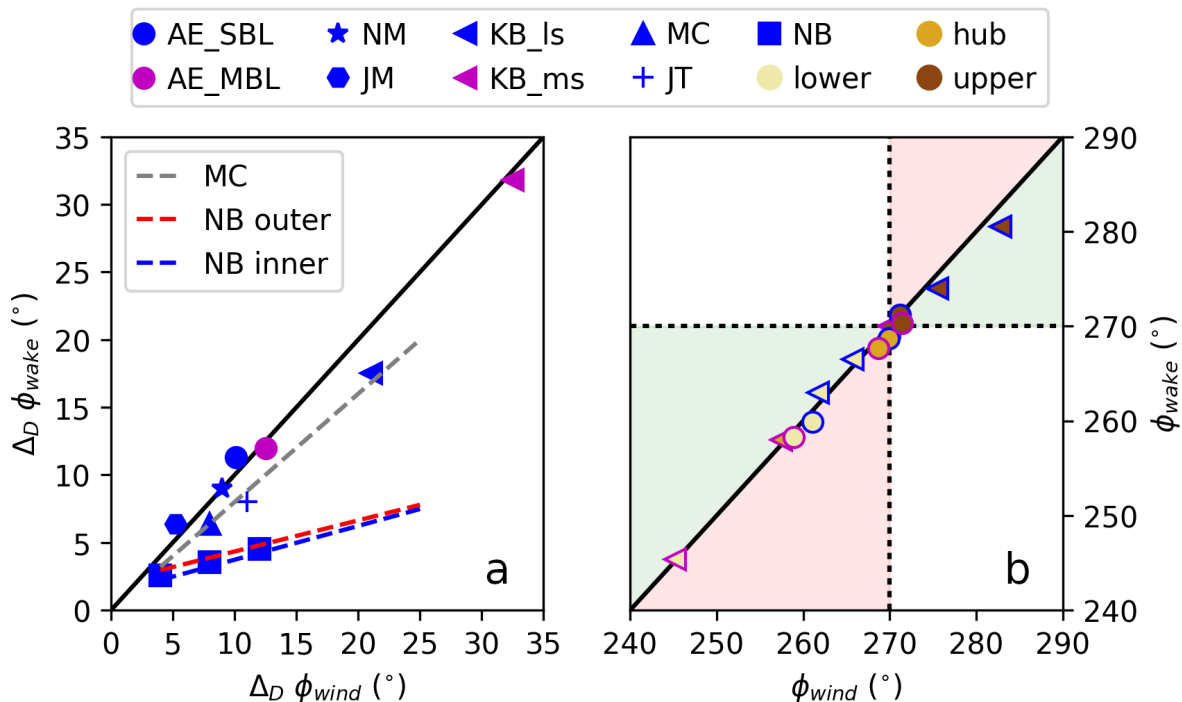 AE_SBL NM KB_ls MC NB hub
AE_MBL JM KB_ms JT lower upper
35
30
25
20
15
10
5
0
Δ_D ϕ_wake (°)
MC
NB outer
NB inner
a
0 5 10 15 20 25 30 35
Δ_D ϕ_wind (°)
b
290
280
270
260
250
240
ϕ_wake (°)
240 250 260 270 280 290
ϕ_wind (°)